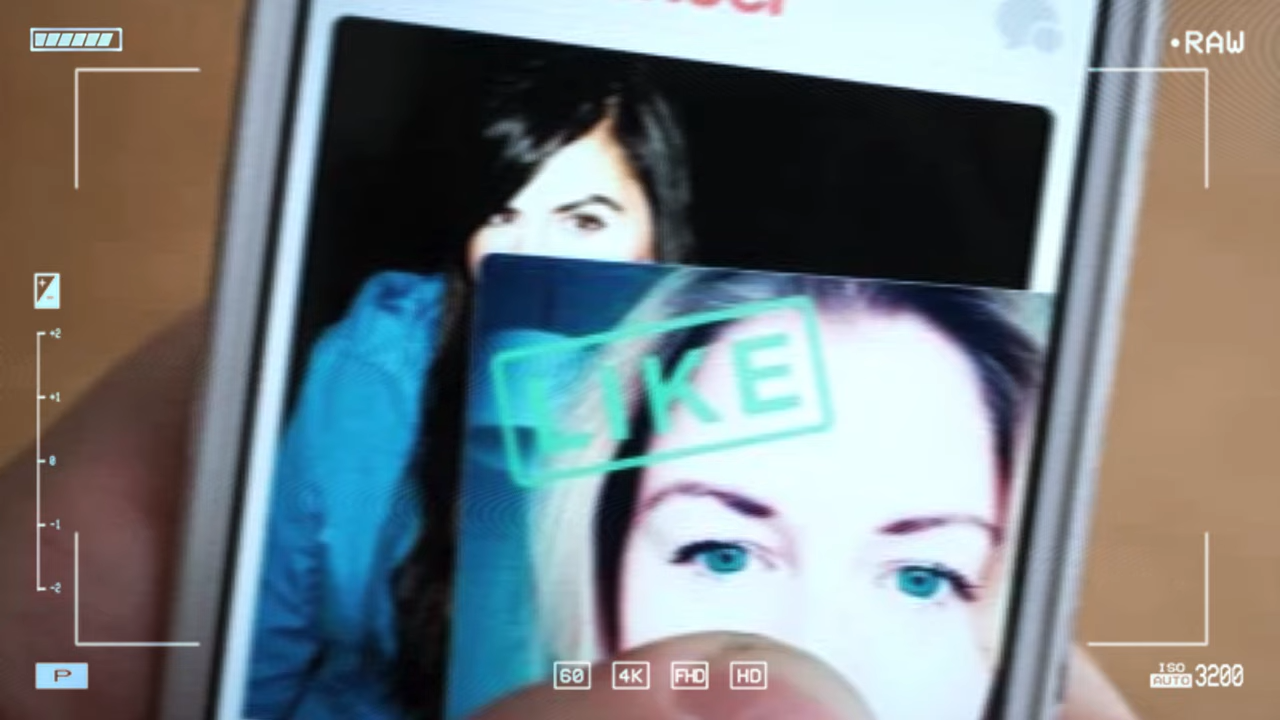 •RAW
LIKE
+2
+1
0
-1
-2
P
60 4K FHD HD
ISO
AUTO 3200